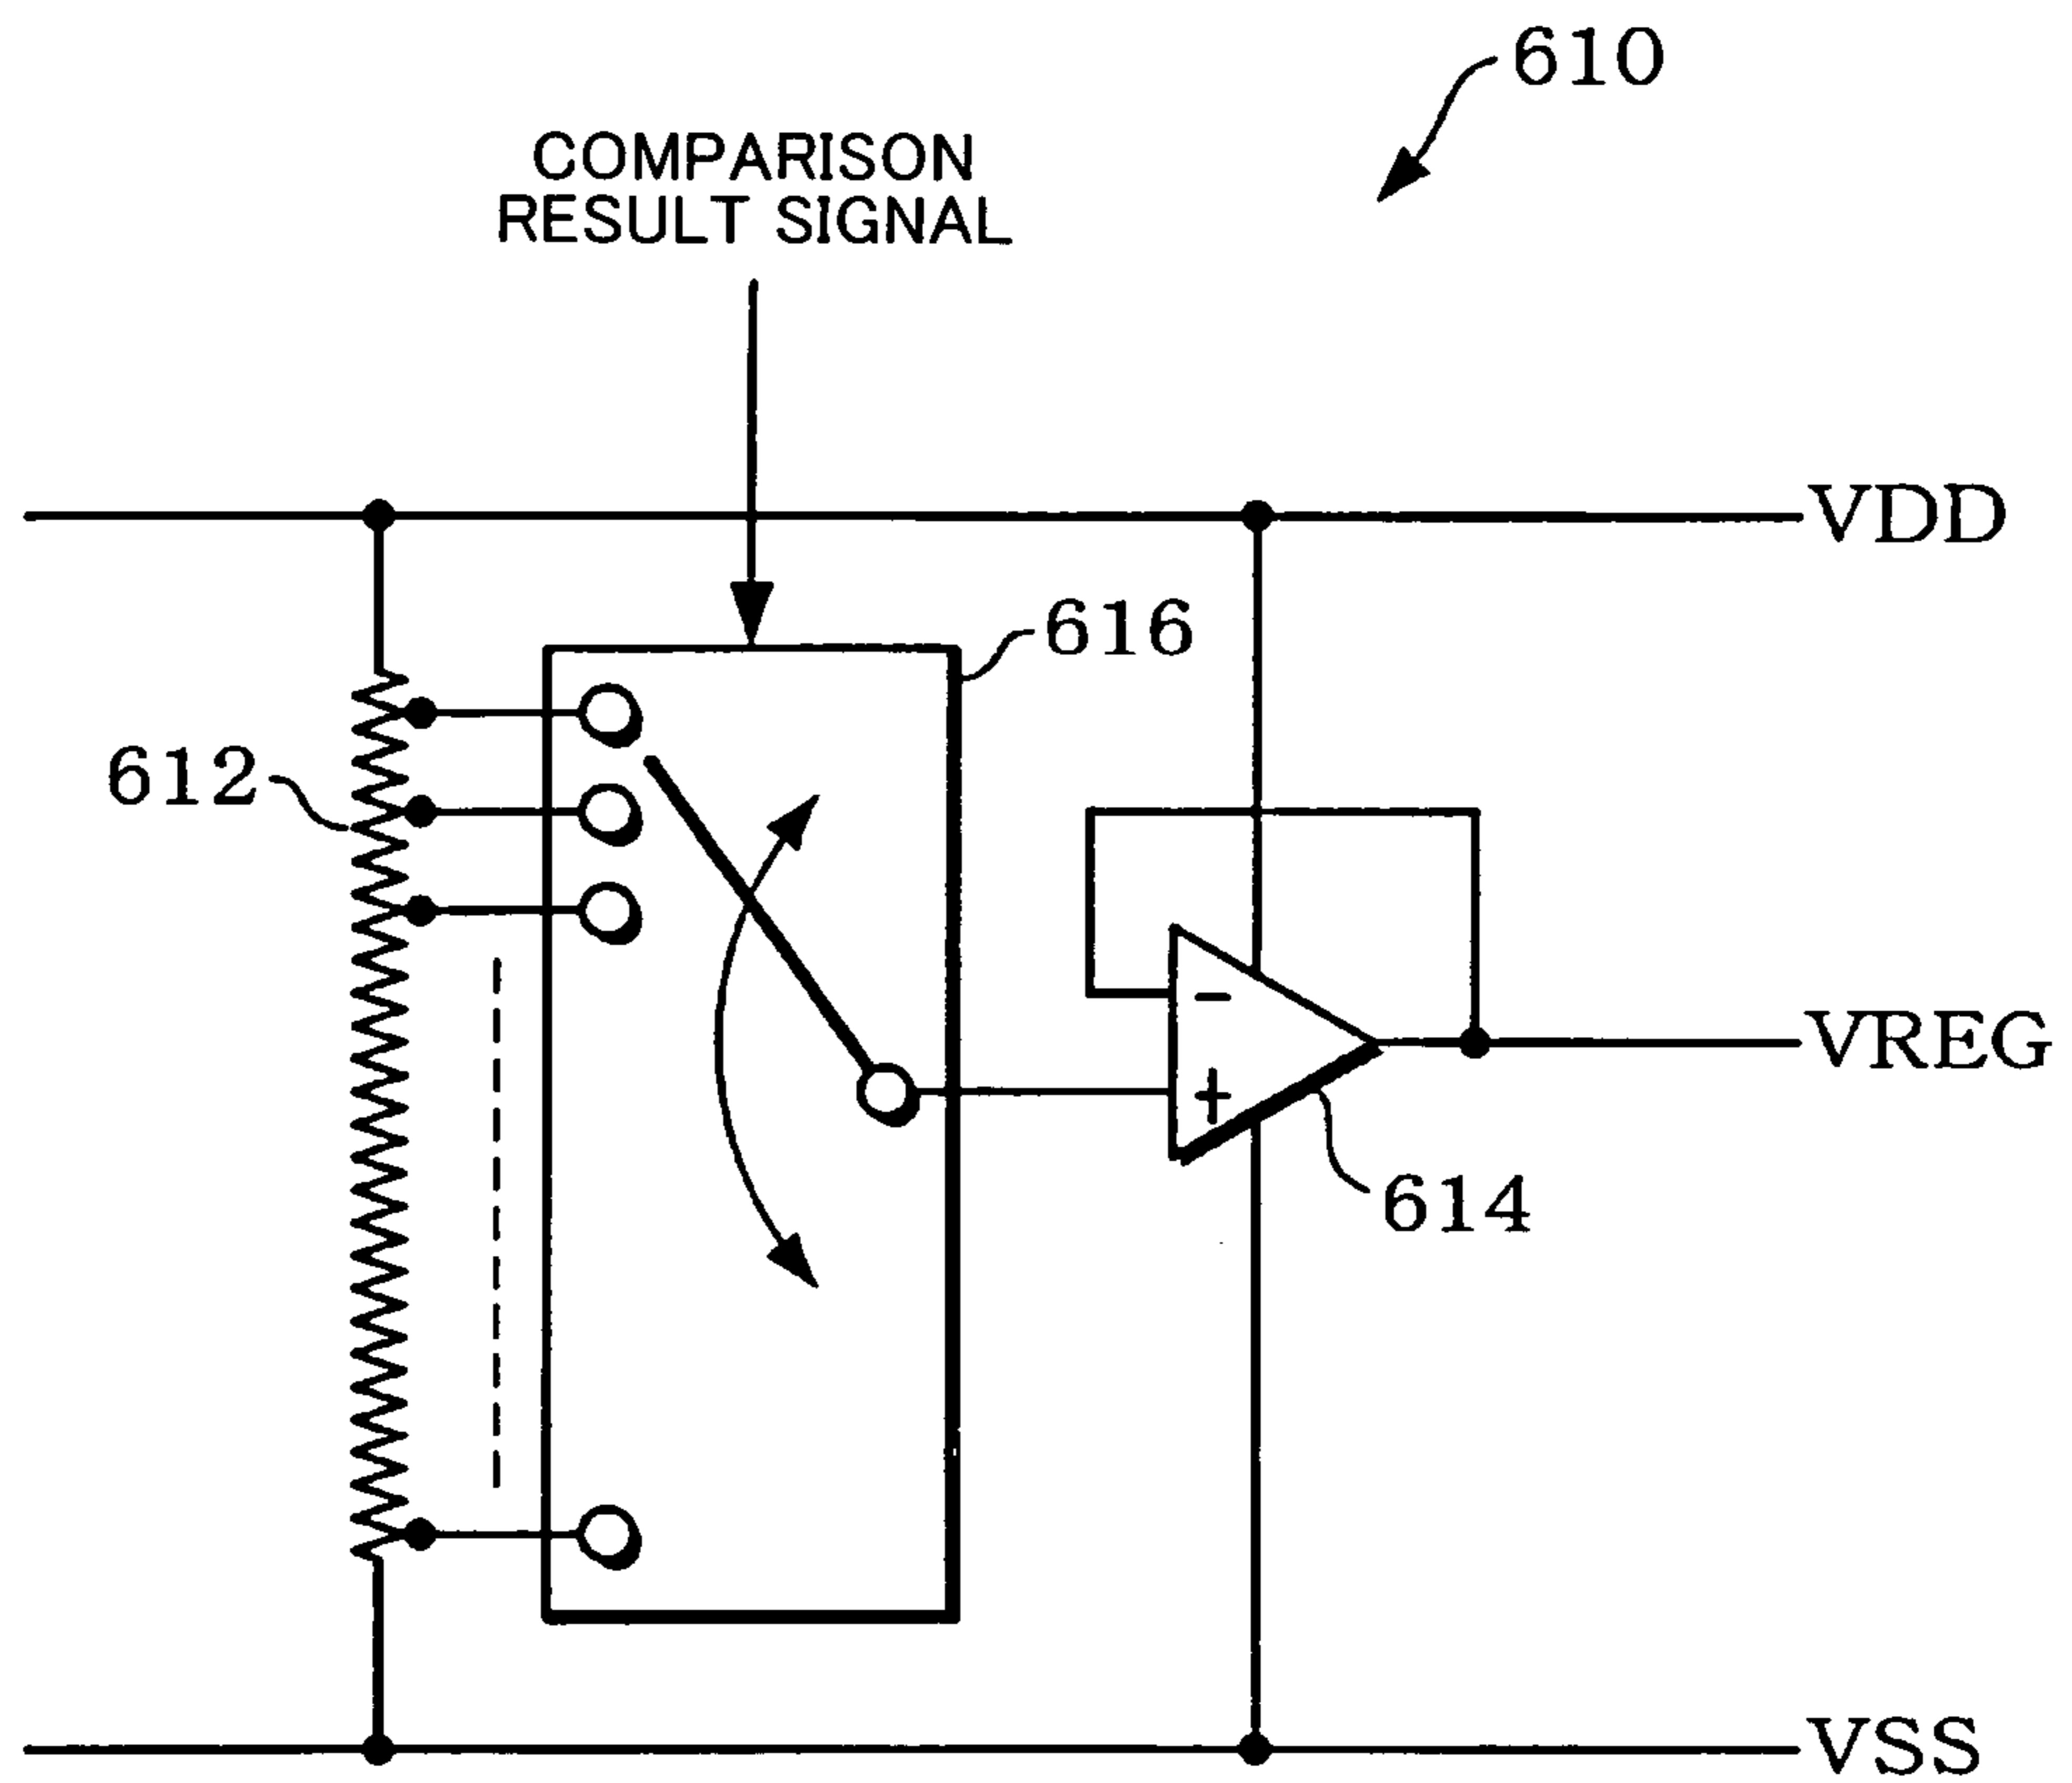 610
COMPARISON
RESULT SIGNAL
VDD
616
612
-
VREG
+
614
VSS